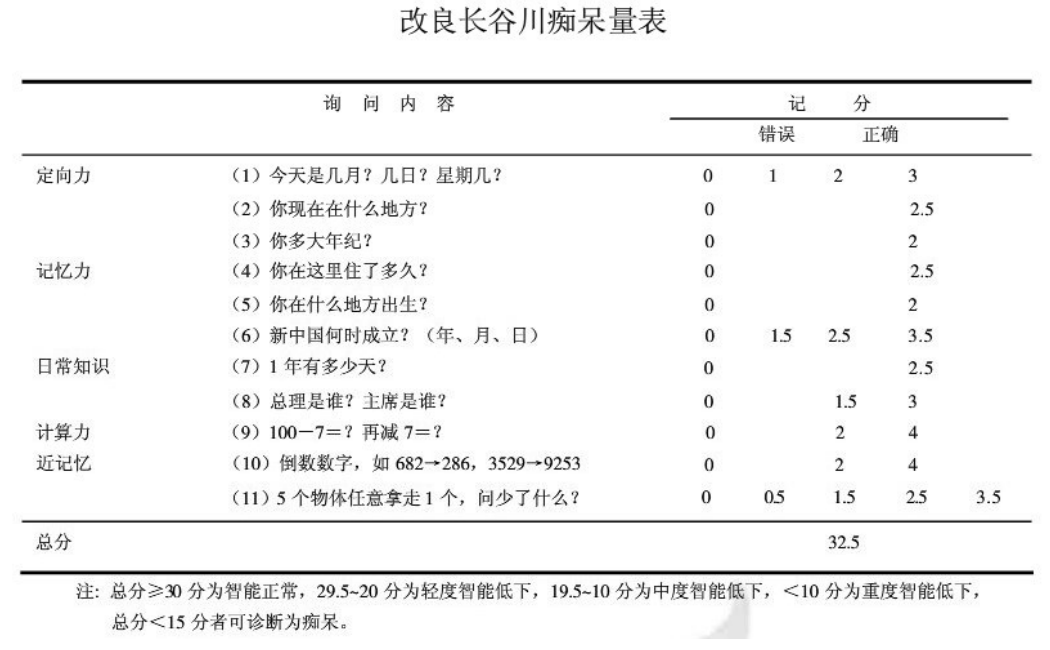 改良长谷川痴呆量表
询 问 内 容 记 分
错误 正确
定向力 （1）今天是几月？几日？星期几？ 0 1 2 3
（2）你现在在什么地方？ 0 2.5
（3）你多大年纪？ 0 2
记忆力 （4）你在这里住了多久？ 0 2.5
（5）你在什么地方出生？ 0 2
（6）新中国何时成立？（年、月、日） 0 1.5 2.5 3.5
日常知识 （7）1 年有多少天？ 0 2.5
（8）总理是谁？主席是谁？ 0 1.5 3
计算力 （9）100－7＝？再减 7＝？ 0 2 4
近记忆 （10）倒数数字，如 682→286，3529→9253 0 2 4
（11）5 个物体任意拿走 1 个，问少了什么？ 0 0.5 1.5 2.5 3.5
总分 32.5
注：总分≥30 分为智能正常，29.5~20 分为轻度智能低下，19.5~10 分为中度智能低下，＜10 分为重度智能低下，
总分＜15 分者可诊断为痴呆。